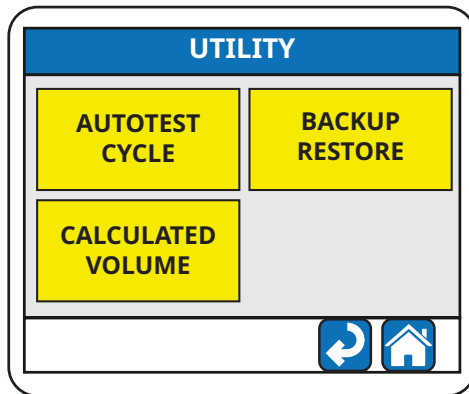 UTILITY
AUTOTEST
CYCLE
BACKUP
RESTORE
CALCULATED
VOLUME